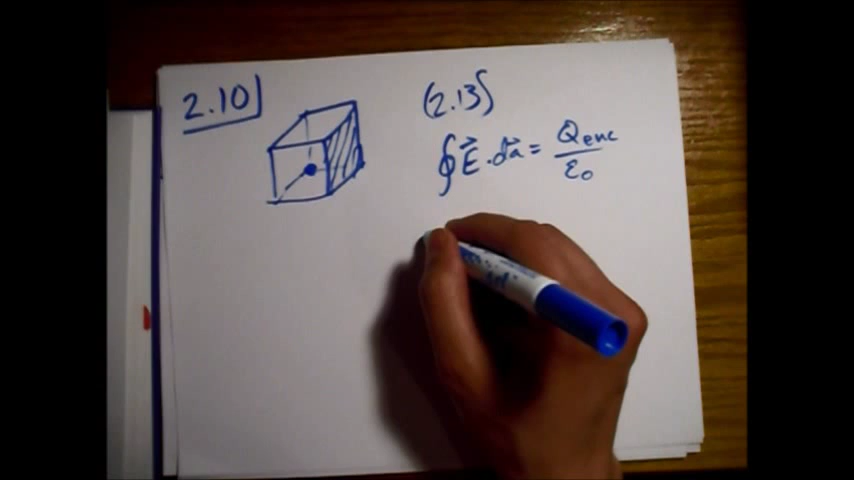 2.10
(2.13)
∮ E⃗ · da⃗ = Qenc / ε₀